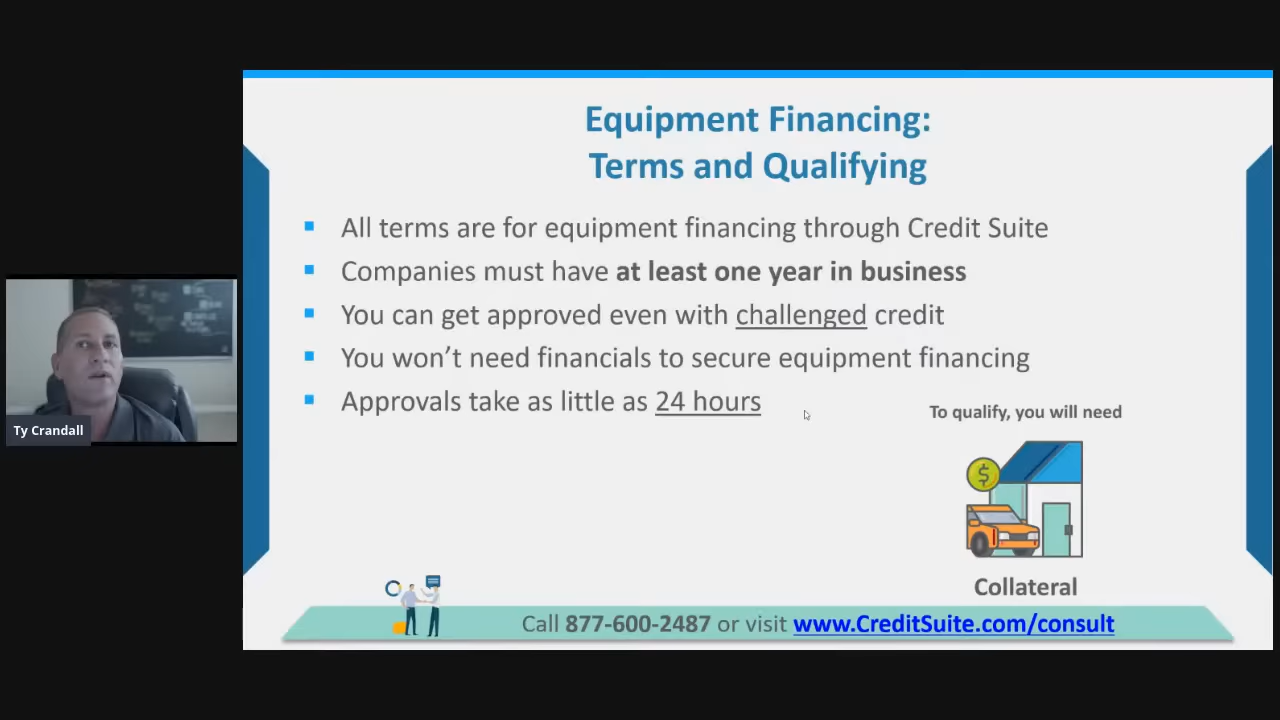 Equipment Financing:
Terms and Qualifying
All terms are for equipment financing through Credit Suite
Companies must have at least one year in business
You can get approved even with challenged credit
You won’t need financials to secure equipment financing
Approvals take as little as 24 hours
To qualify, you will need
$
Collateral
Ty Crandall
Call 877-600-2487 or visit www.CreditSuite.com/consult